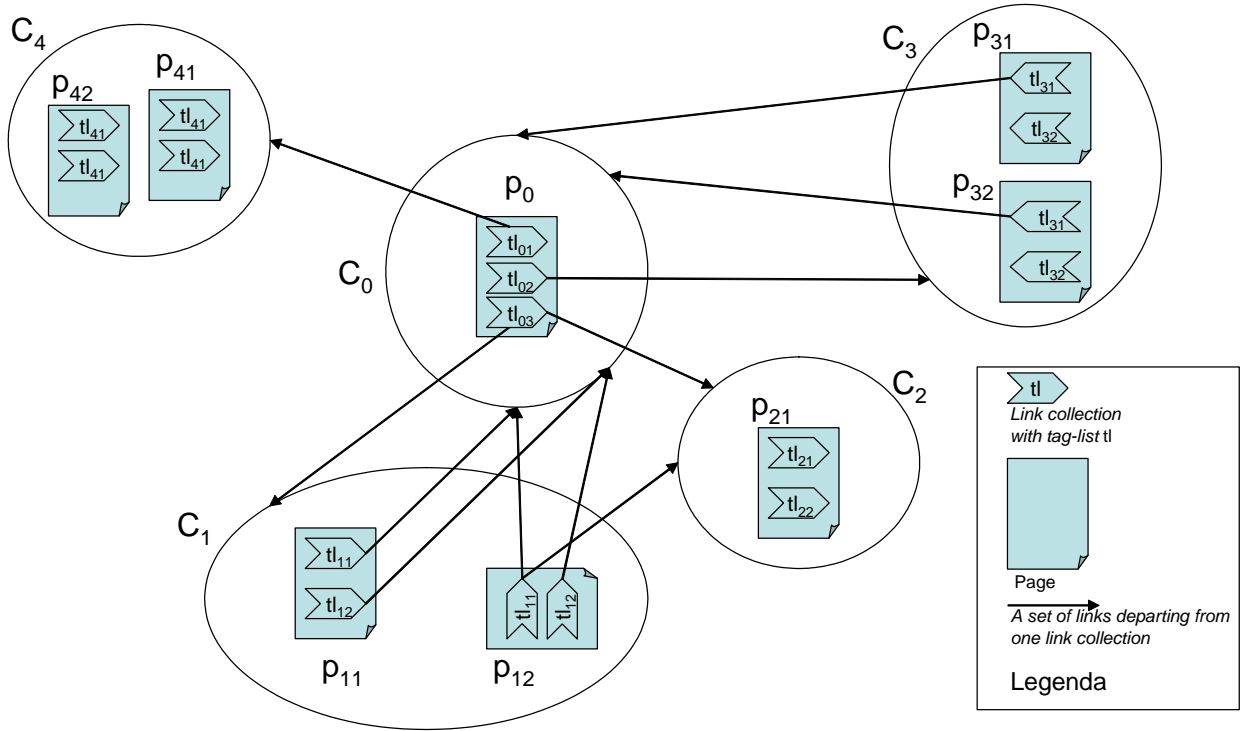 C4
p41
p42
tl41
tl41
tl41
tl41
C3
p31
tl31
tl32
p32
tl31
tl32
p0
C0
tl01
tl02
tl03
C2
p21
tl21
tl22
C1
tl11
tl12
p11
tl11
tl12
p12
tl
Link collection
with tag-list tl
Page
A set of links departing from
one link collection
Legenda